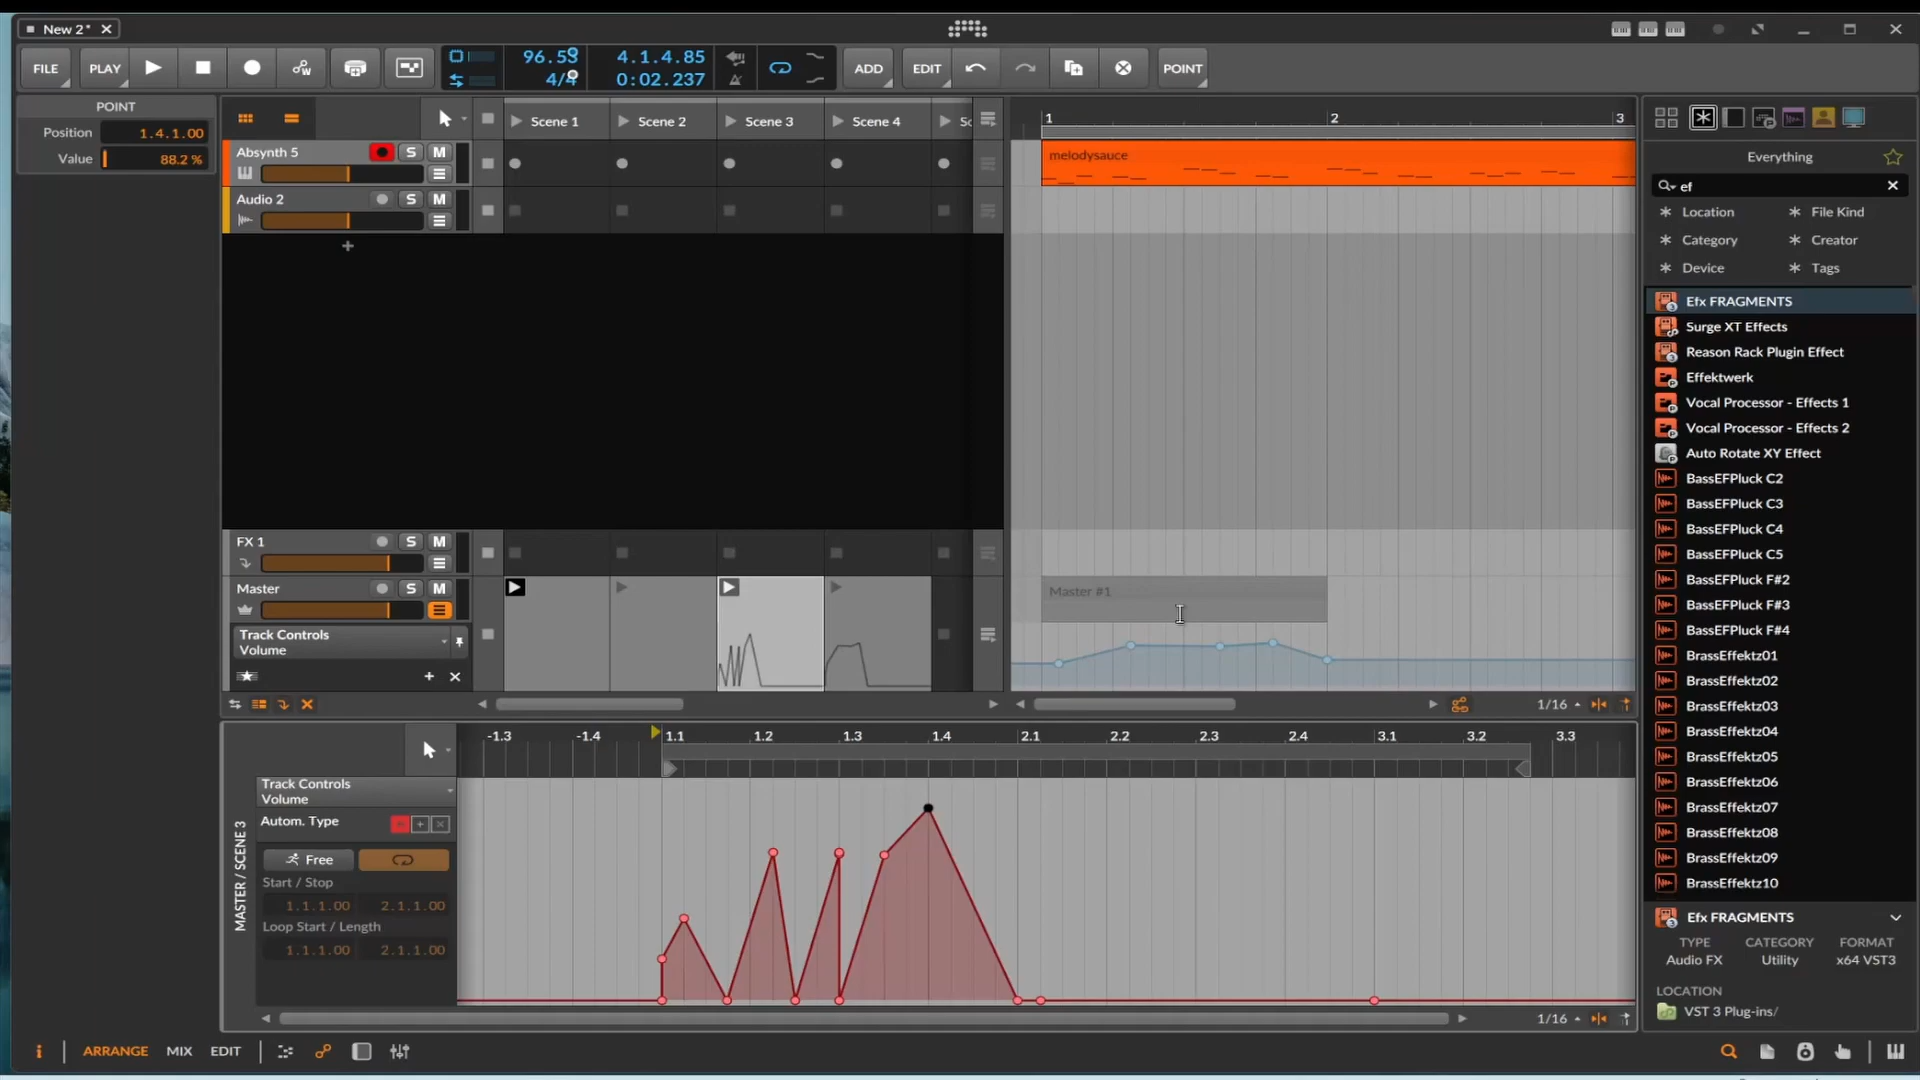 New 2*
FILE
PLAY
96.53
4/4
4.1.4.85
0:02.237
ADD
EDIT
POINT
POINT
Position 1.4.1.00
Value 88.2 %
Scene 1
Scene 2
Scene 3
Scene 4
Sc
Absynth 5
S M
Audio 2
S M
+
FX 1
S M
Master
S M
Track Controls
Volume
1
2
3
melodysauce
Master #1
1/16
-1.3
-1.4
1.1
1.2
1.3
1.4
2.1
2.2
2.3
2.4
3.1
3.2
3.3
MASTER / SCENE 3
Track Controls
Volume
Autom. Type
Free
Start / Stop
1.1.1.00 2.1.1.00
Loop Start / Length
1.1.1.00 2.1.1.00
1/16
i
ARRANGE
MIX
EDIT
Everything
ef
Location
File Kind
Category
Creator
Device
Tags
Efx FRAGMENTS
Surge XT Effects
Reason Rack Plugin Effect
Effektwerk
Vocal Processor - Effects 1
Vocal Processor - Effects 2
Auto Rotate XY Effect
BassEFPluck C2
BassEFPluck C3
BassEFPluck C4
BassEFPluck C5
BassEFPluck F#2
BassEFPluck F#3
BassEFPluck F#4
BrassEffektz01
BrassEffektz02
BrassEffektz03
BrassEffektz04
BrassEffektz05
BrassEffektz06
BrassEffektz07
BrassEffektz08
BrassEffektz09
BrassEffektz10
Efx FRAGMENTS
TYPE CATEGORY FORMAT
Audio FX Utility x64 VST3
LOCATION
VST 3 Plug-ins/